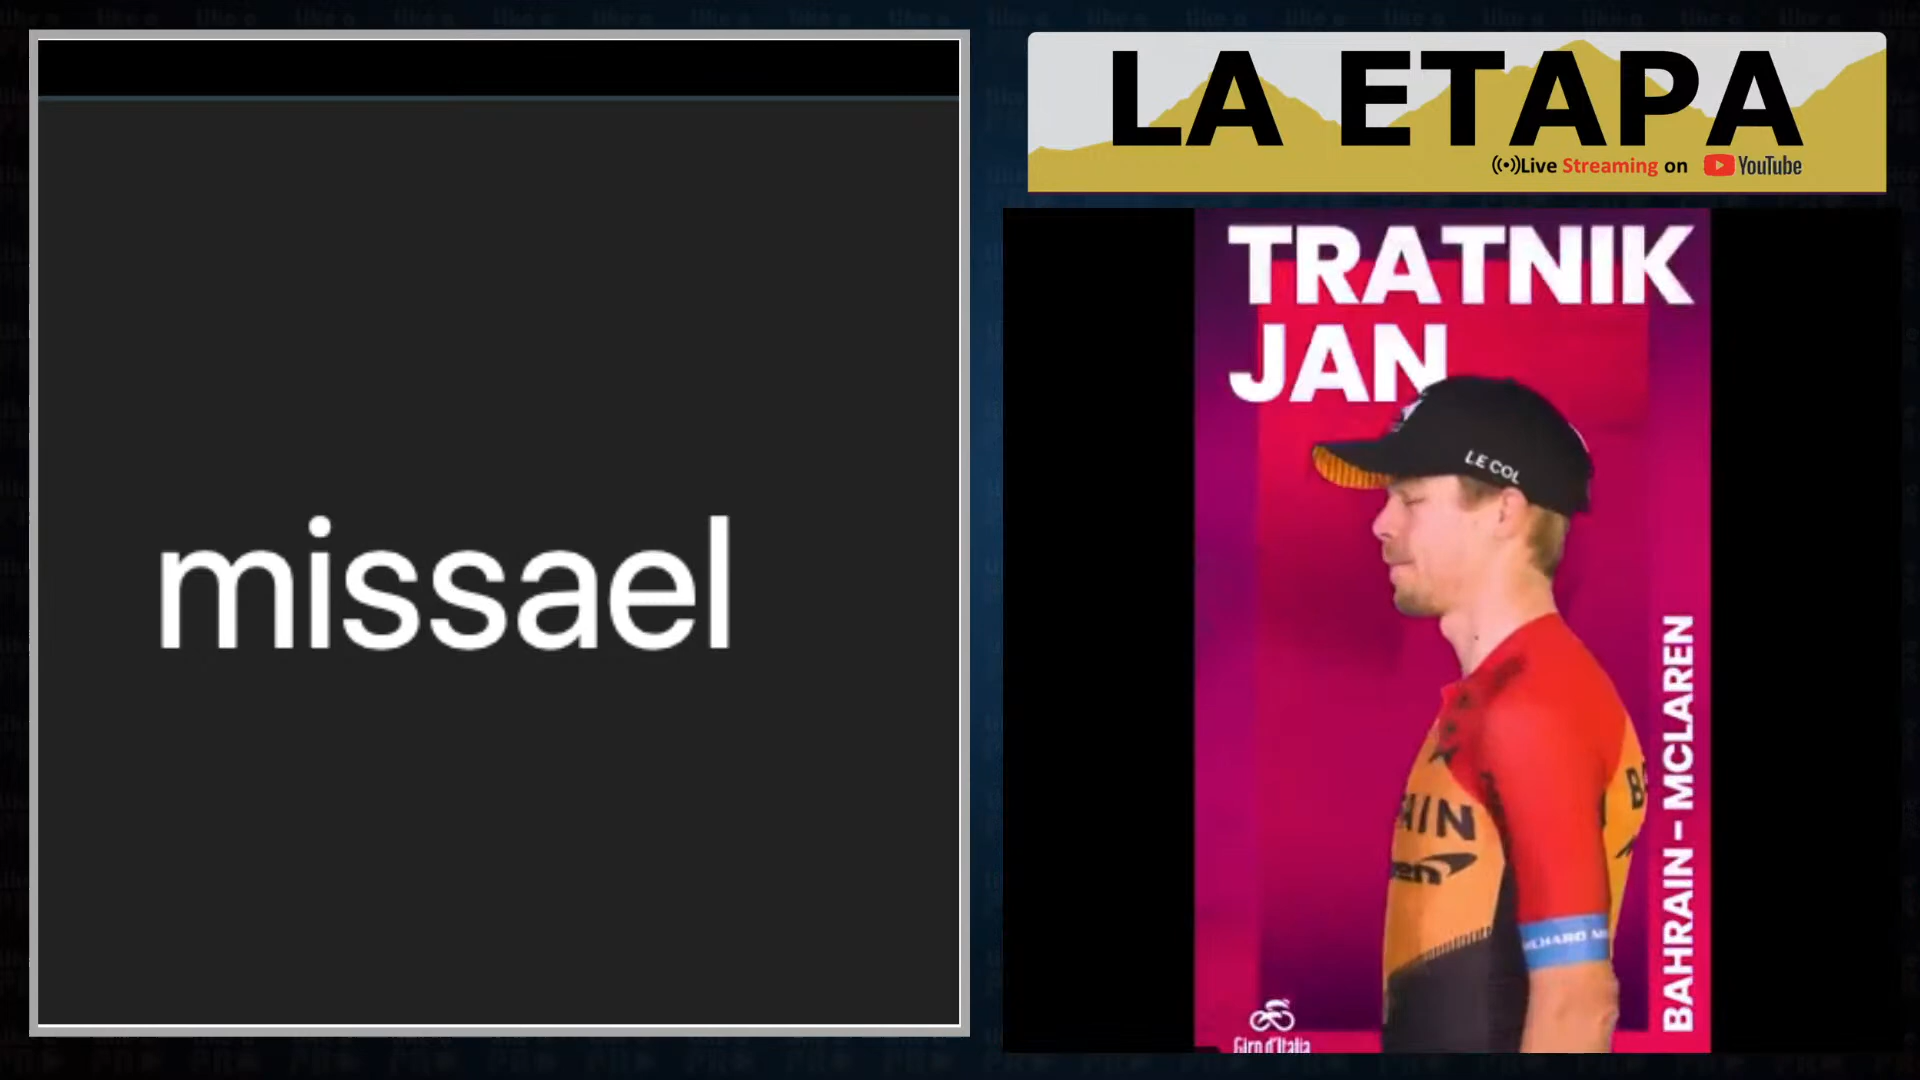 missael
LA ETAPA
Live Streaming on YouTube
TRATNIK
JAN
LE COL
BAHRAIN – MCLAREN
Giro d'Italia